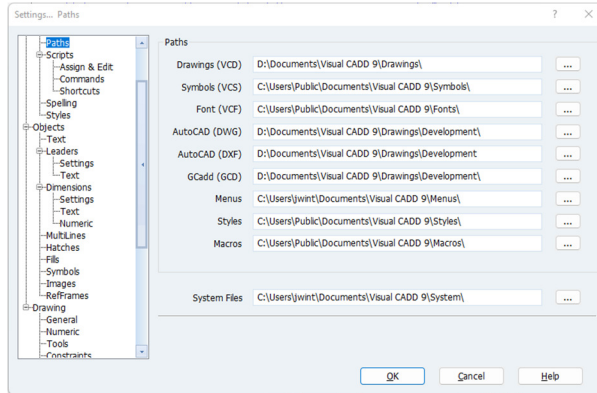 Settings... Paths
Paths
Scripts
Assign & Edit
Commands
Shortcuts
Spelling
Styles
Objects
Text
Leaders
Settings
Text
Dimensions
Settings
Text
Numeric
MultiLines
Hatches
Fills
Symbols
Images
RefFrames
Drawing
General
Numeric
Tools
Constraints
Paths
Drawings (VCD) D:\Documents\Visual CADD 9\Drawings\ ...
Symbols (VCS) C:\Users\Public\Documents\Visual CADD 9\Symbols\ ...
Font (VCF) C:\Users\Public\Documents\Visual CADD 9\Fonts\ ...
AutoCAD (DWG) D:\Documents\Visual CADD 9\Drawings\Development\ ...
AutoCAD (DXF) D:\Documents\Visual CADD 9\Drawings\Development ...
GCadd (GCD) D:\Documents\Visual CADD 9\Drawings\Development\ ...
Menus C:\Users\jwint\Documents\Visual CADD 9\Menus\ ...
Styles C:\Users\Public\Documents\Visual CADD 9\Styles\ ...
Macros C:\Users\Public\Documents\Visual CADD 9\Macros\ ...
System Files C:\Users\jwint\Documents\Visual CADD 9\System\ ...
OK Cancel Help